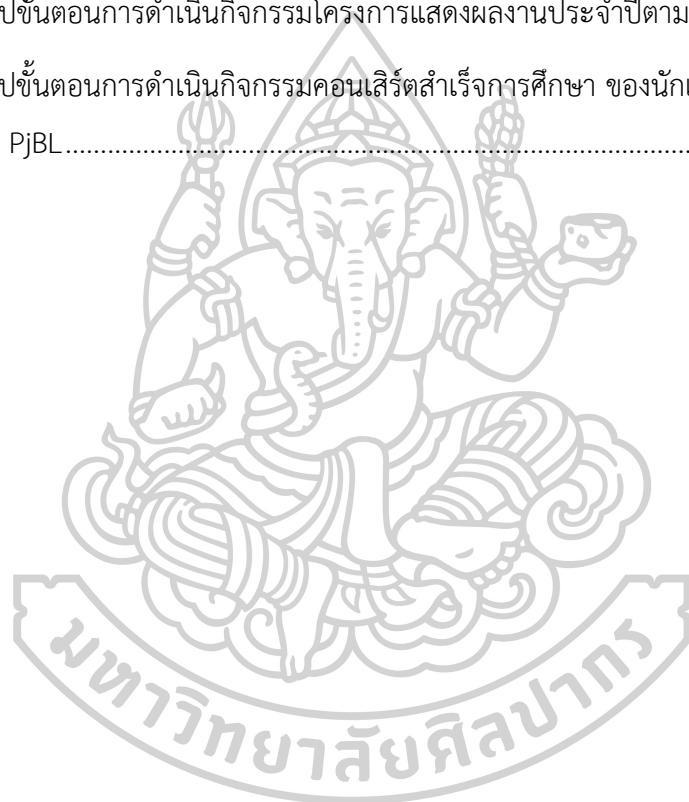 ปขั้นตอนการดำเนินกิจกรรมโครงการแสดงผลงานประจำปีตาม
ปขั้นตอนการดำเนินกิจกรรมคอนเสิร์ตสำเร็จการศึกษา ของนักเ
PjBL.........................................................................................
มหาวิทยาลัยศิลปากร